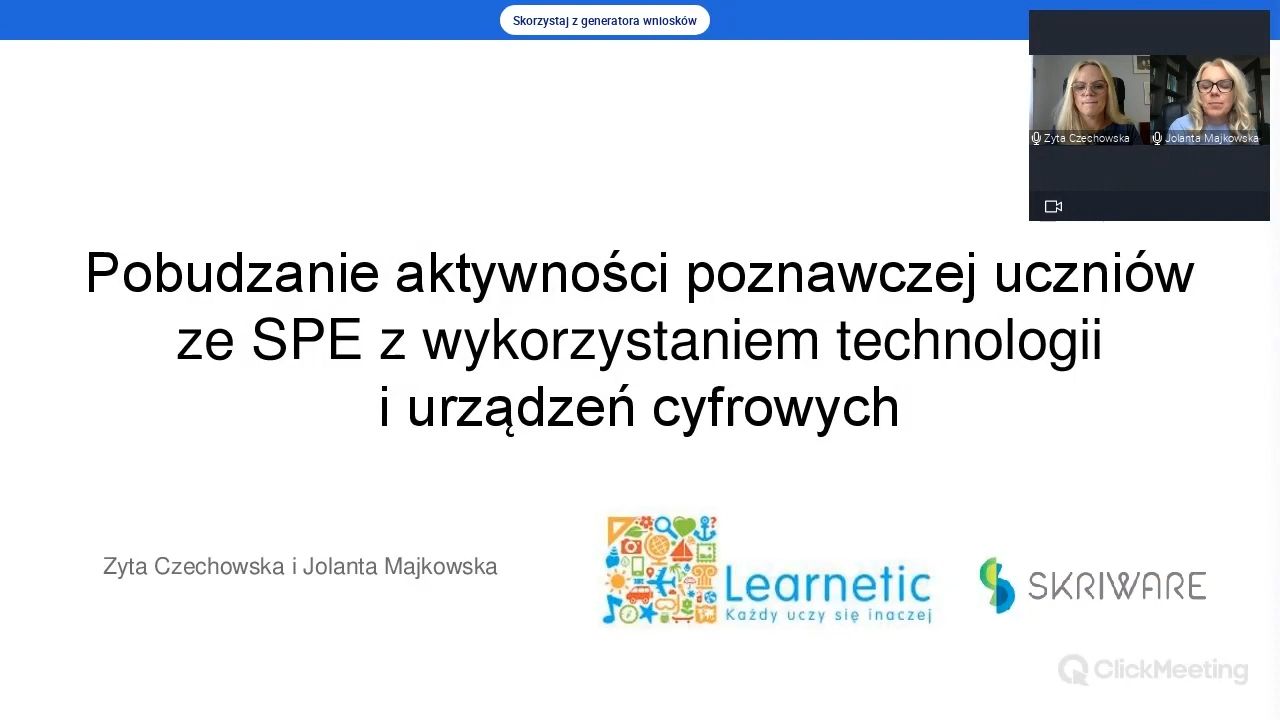 Skorzystaj z generatora wniosków
Zyta Czechowska
Jolanta Majkowska
Pobudzanie aktywności poznawczej uczniów
ze SPE z wykorzystaniem technologii
i urządzeń cyfrowych
Zyta Czechowska i Jolanta Majkowska
Learnetic
Każdy uczy się inaczej
SKRIWARE
ClickMeeting